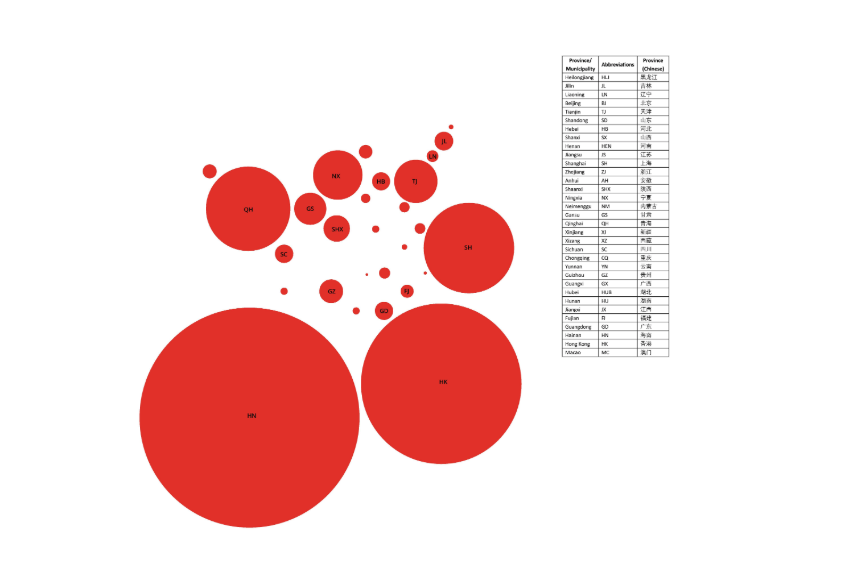 Province/ Municipality Abbreviations Province (Chinese)
Heilongjiang HLJ 黑龙江
Jilin JL 吉林
Liaoning LN 辽宁
Beijing BJ 北京
Tianjin TJ 天津
Shandong SD 山东
Hebei HB 河北
Shanxi SX 山西
Henan HEN 河南
Jiangsu JS 江苏
Shanghai SH 上海
Zhejiang ZJ 浙江
Anhui AH 安徽
Shaanxi SHX 陕西
Ningxia NX 宁夏
Neimenggu NM 内蒙古
Gansu GS 甘肃
Qinghai QH 青海
Xinjiang XJ 新疆
Xizang XZ 西藏
Sichuan SC 四川
Chongqing CQ 重庆
Yunnan YN 云南
Guizhou GZ 贵州
Guangxi GX 广西
Hubei HUB 湖北
Hunan HU 湖南
Jiangxi JX 江西
Fujian FJ 福建
Guangdong GD 广东
Hainan HN 海南
Hong Kong HK 香港
Macao MC 澳门
JL
LN
NX
HB
TJ
QH
GS
SHX
SH
SC
GZ
FJ
GD
HK
HN